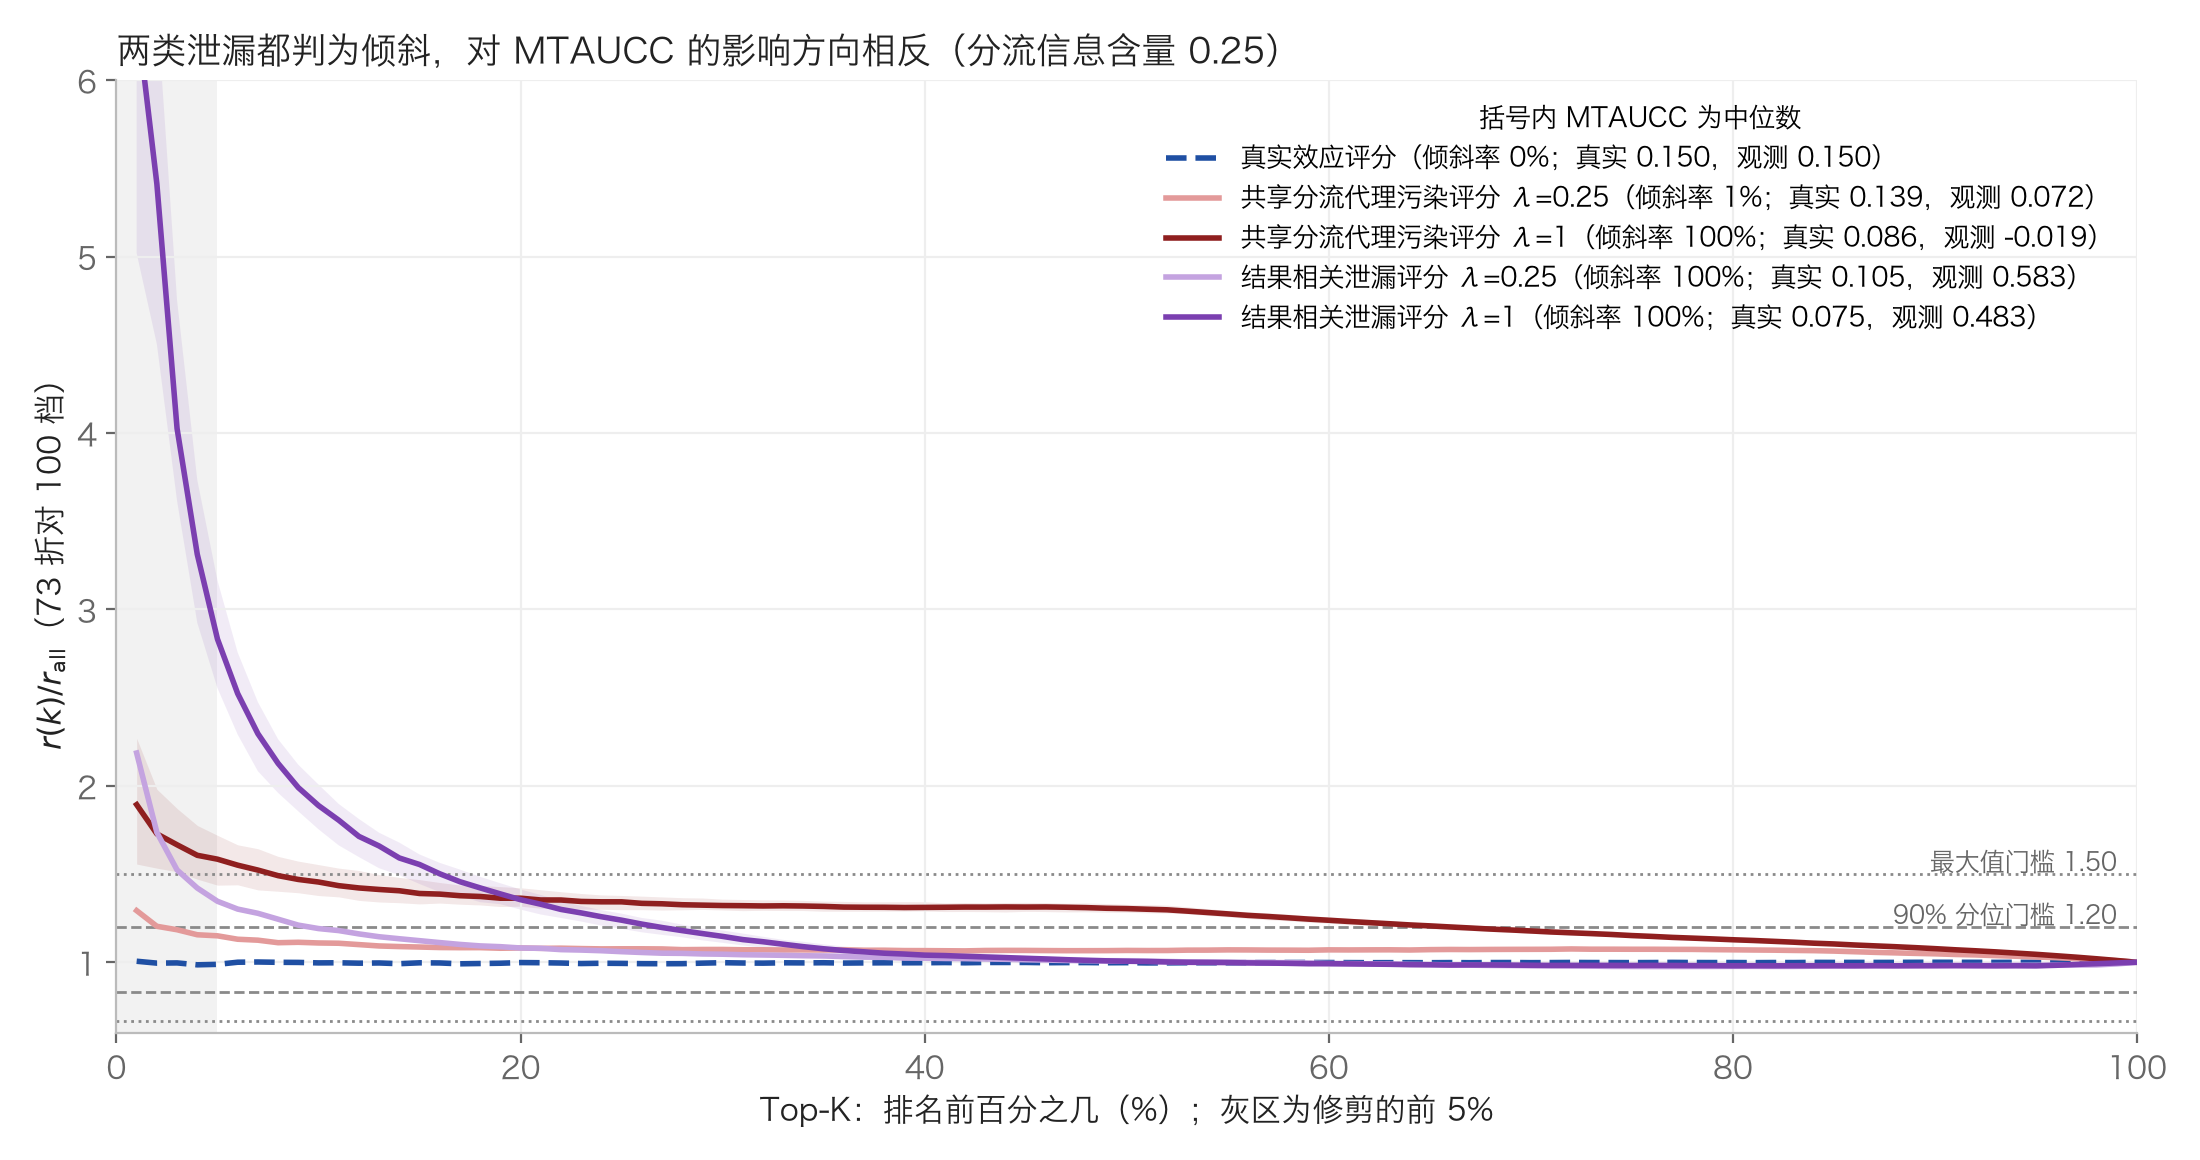 两类泄漏都判为倾斜，对 MTAUCC 的影响方向相反（分流信息含量 0.25）
括号内 MTAUCC 为中位数
真实效应评分（倾斜率 0%；真实 0.150，观测 0.150）
共享分流代理污染评分 λ=0.25（倾斜率 1%；真实 0.139，观测 0.072）
共享分流代理污染评分 λ=1（倾斜率 100%；真实 0.086，观测 -0.019）
结果相关泄漏评分 λ=0.25（倾斜率 100%；真实 0.105，观测 0.583）
结果相关泄漏评分 λ=1（倾斜率 100%；真实 0.075，观测 0.483）
r(k)/r_all（73 折对 100 档）
6
5
4
3
2
1
最大值门槛 1.50
90% 分位门槛 1.20
0
20
40
60
80
100
Top-K：排名前百分之几（%）；灰区为修剪的前 5%